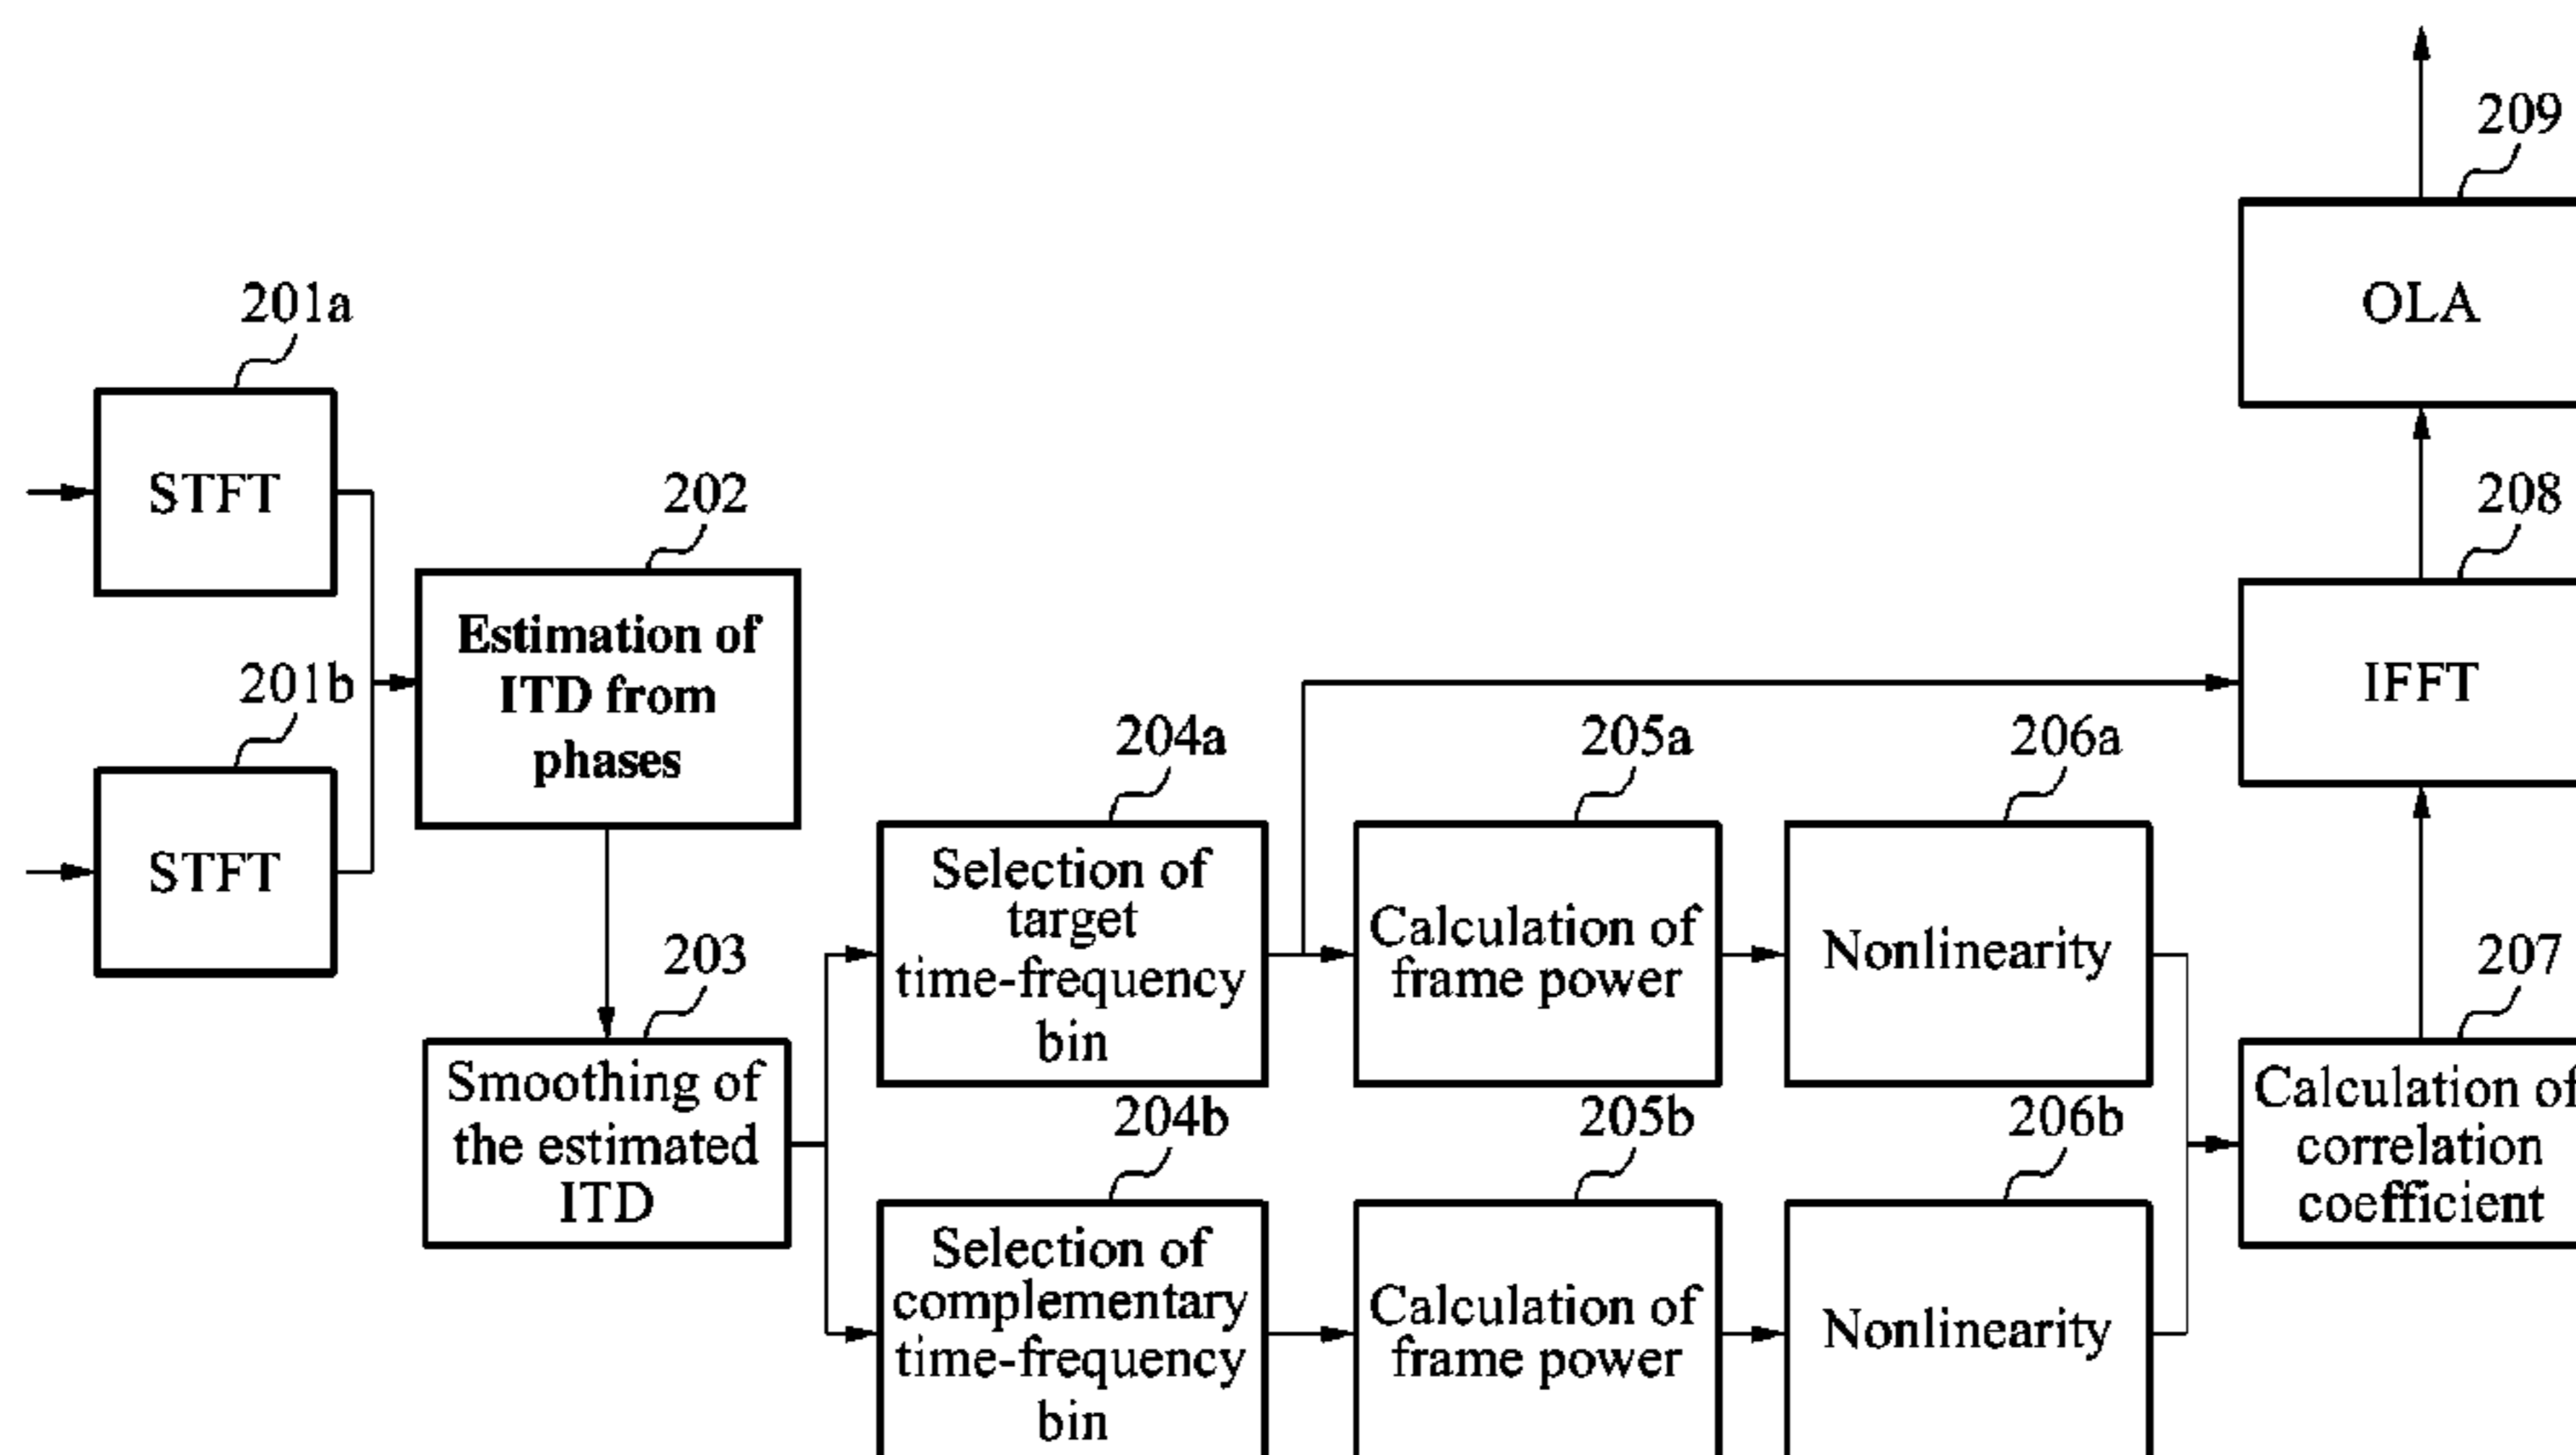 209
OLA
201a
STFT
202
208
Estimation of
ITD from
phases
IFFT
201b
STFT
204a
205a
206a
Selection of
target
time-frequency
bin
Calculation of
frame power
Nonlinearity
203
Smoothing of
the estimated
ITD
207
Calculation of
correlation
coefficient
204b
205b
206b
Selection of
complementary
time-frequency
bin
Calculation of
frame power
Nonlinearity